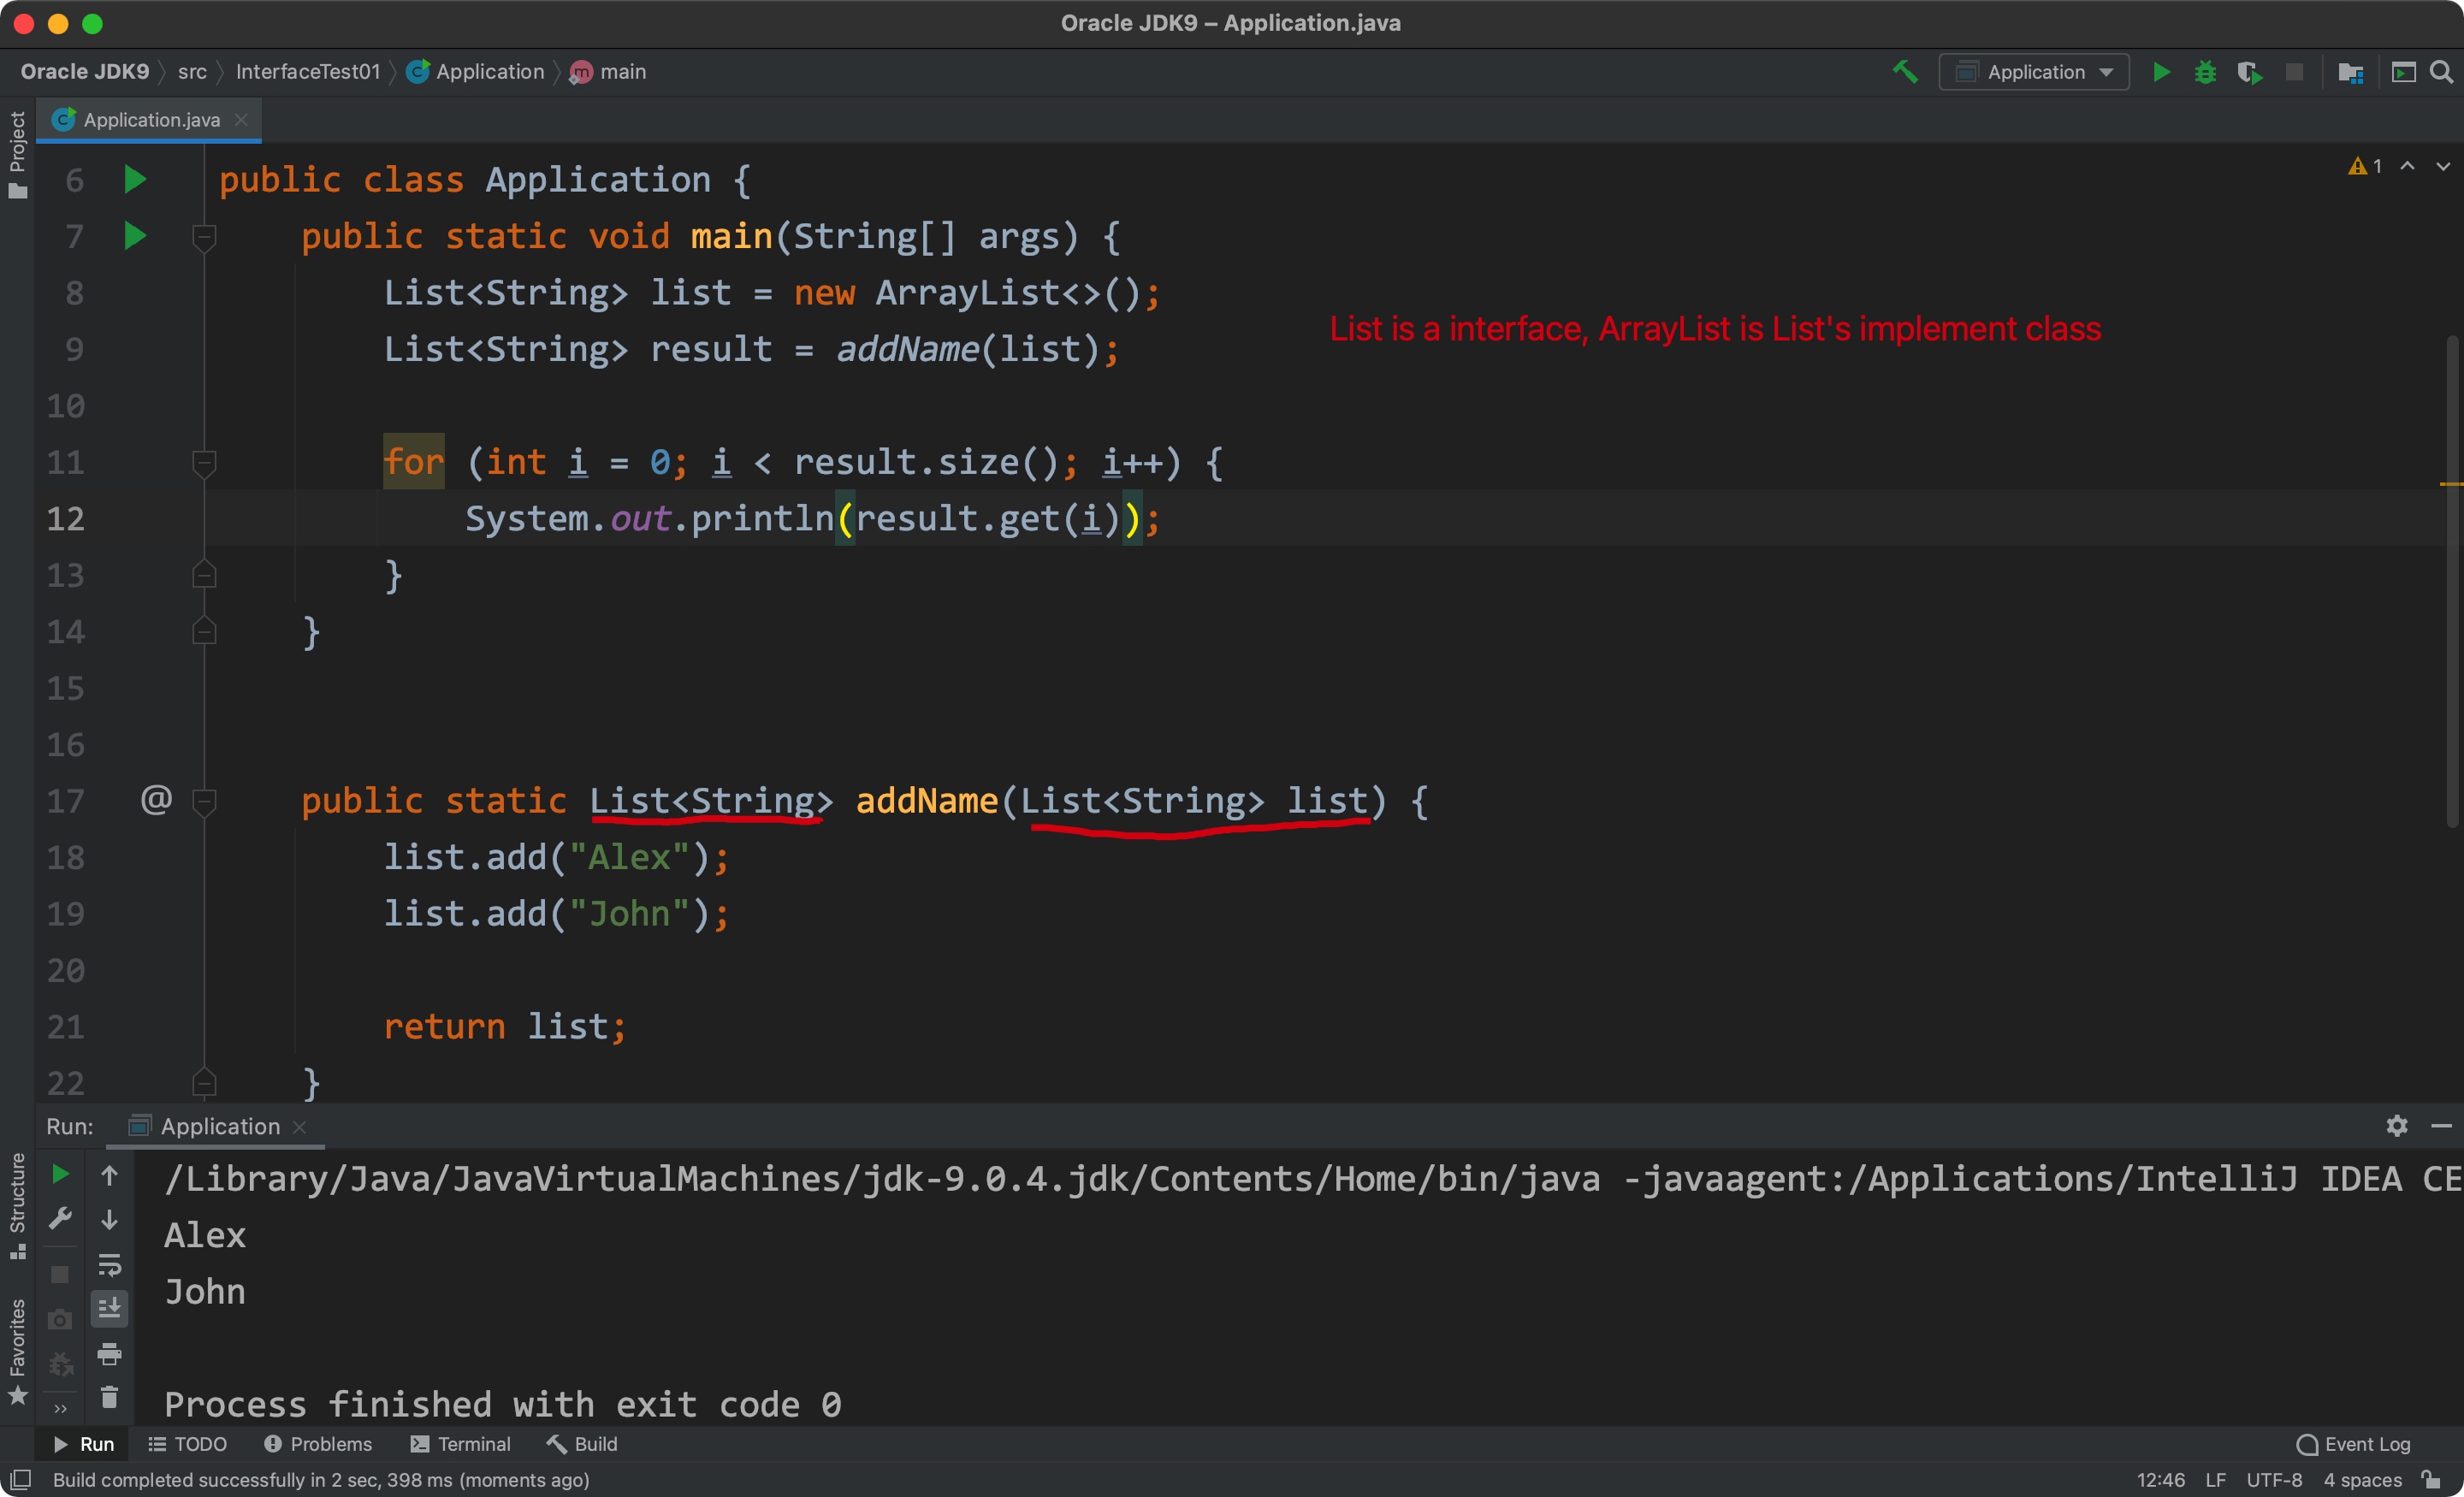 Oracle JDK9 – Application.java
Oracle JDK9 src InterfaceTest01 Application main
Application
Project
Application.java
1
6 public class Application {
7 public static void main(String[] args) {
8 List<String> list = new ArrayList<>();
List is a interface, ArrayList is List's implement class
9 List<String> result = addName(list);
10
11 for (int i = 0; i < result.size(); i++) {
12 System.out.println(result.get(i));
13 }
14 }
15
16
17 @ public static List<String> addName(List<String> list) {
18 list.add("Alex");
19 list.add("John");
20
21 return list;
22 }
Run: Application
/Library/Java/JavaVirtualMachines/jdk-9.0.4.jdk/Contents/Home/bin/java -javaagent:/Applications/IntelliJ IDEA CE
Alex
John
Process finished with exit code 0
Structure
Favorites
Run TODO Problems Terminal Build Event Log
Build completed successfully in 2 sec, 398 ms (moments ago) 12:46 LF UTF-8 4 spaces